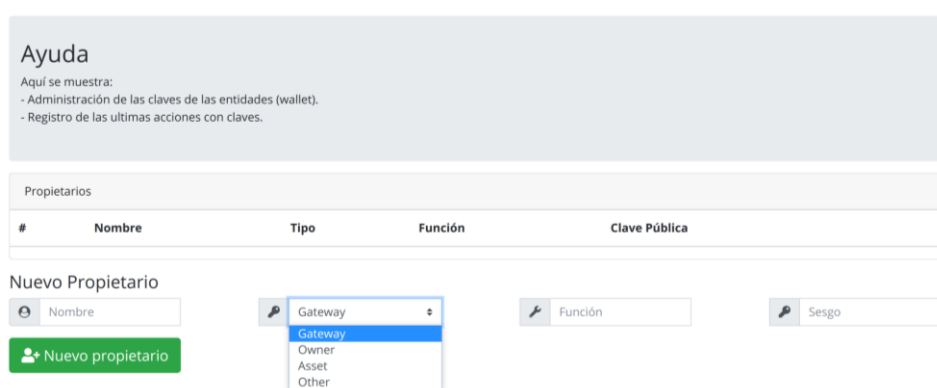 Ayuda
Aquí se muestra:
- Administración de las claves de las entidades (wallet).
- Registro de las ultimas acciones con claves.
Propietarios
# Nombre Tipo Función Clave Pública
Nuevo Propietario
Nombre Gateway Función Sesgo
Gateway
Owner
Asset
Other
Nuevo propietario